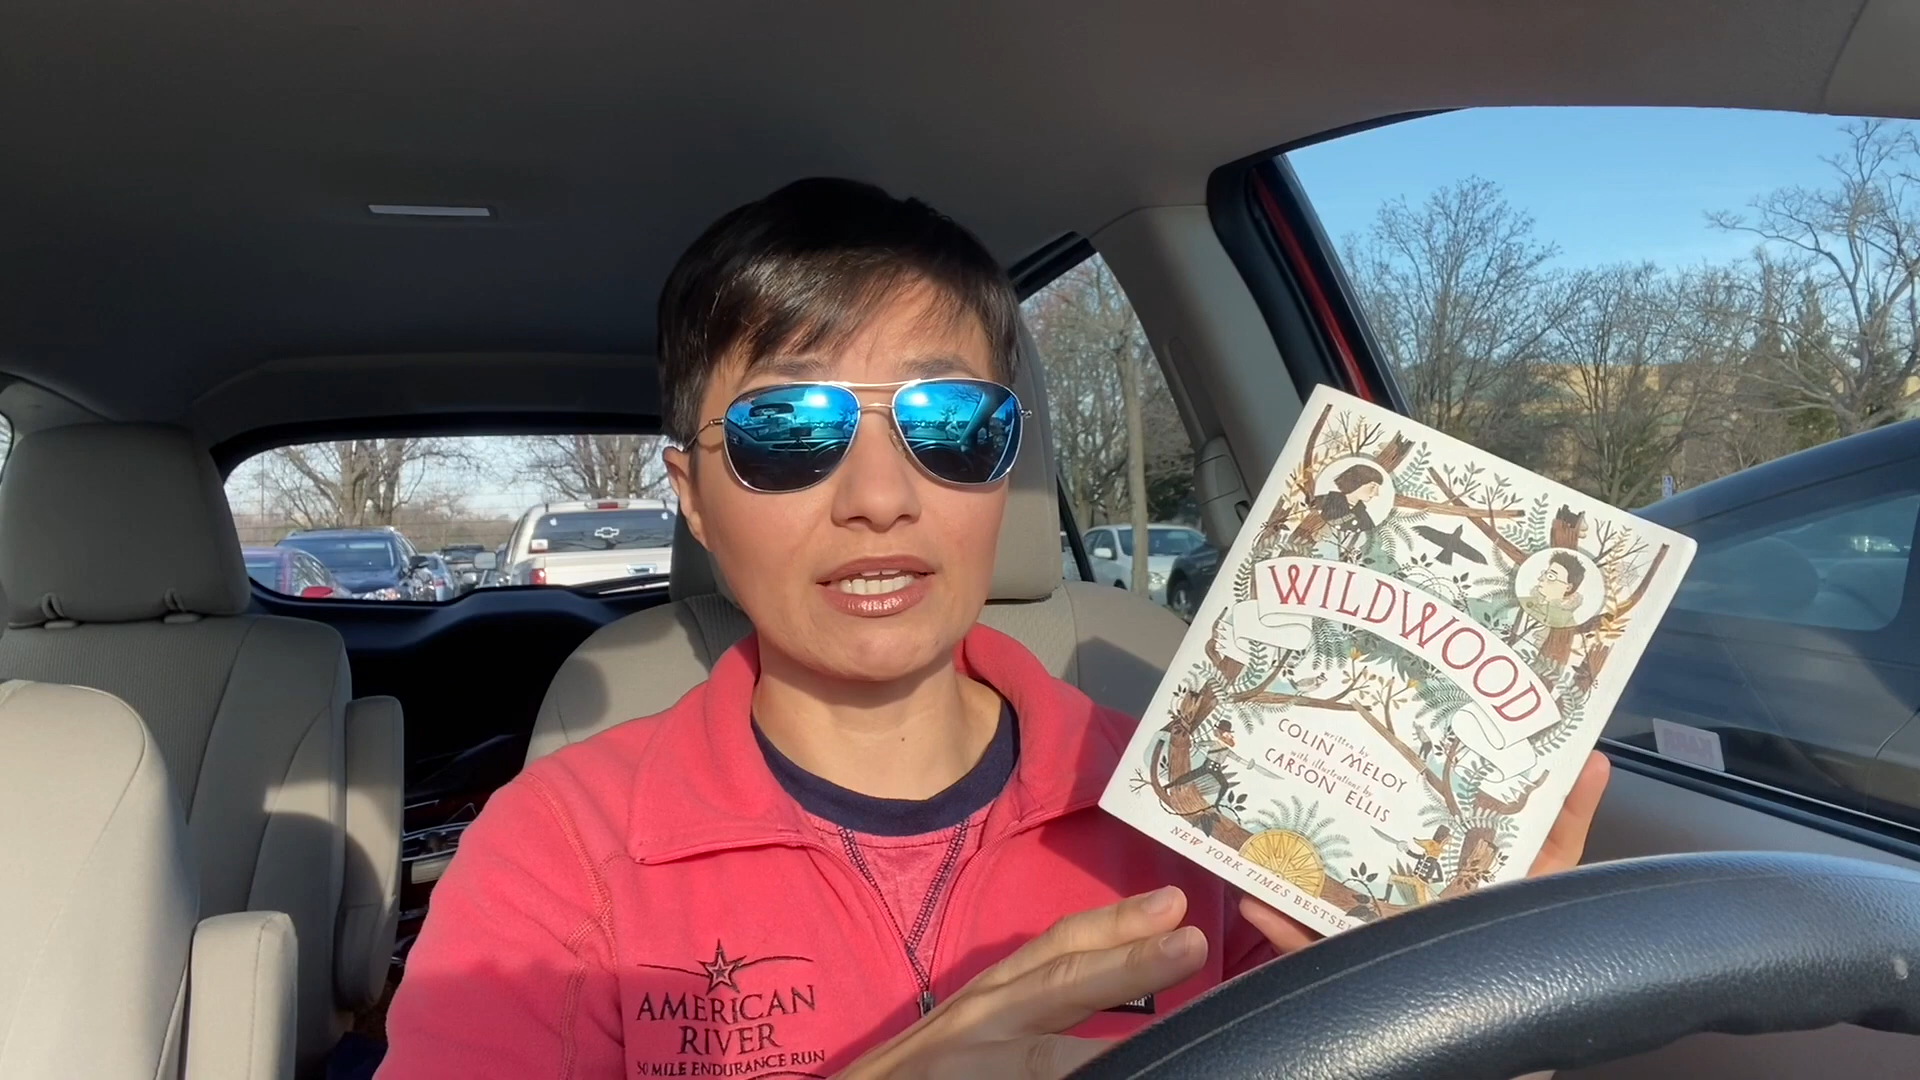 WILDWOOD
written by
COLIN MELOY
with illustrations by
CARSON ELLIS
NEW YORK TIMES
AMERICAN
RIVER
50 MILE ENDURANCE RUN